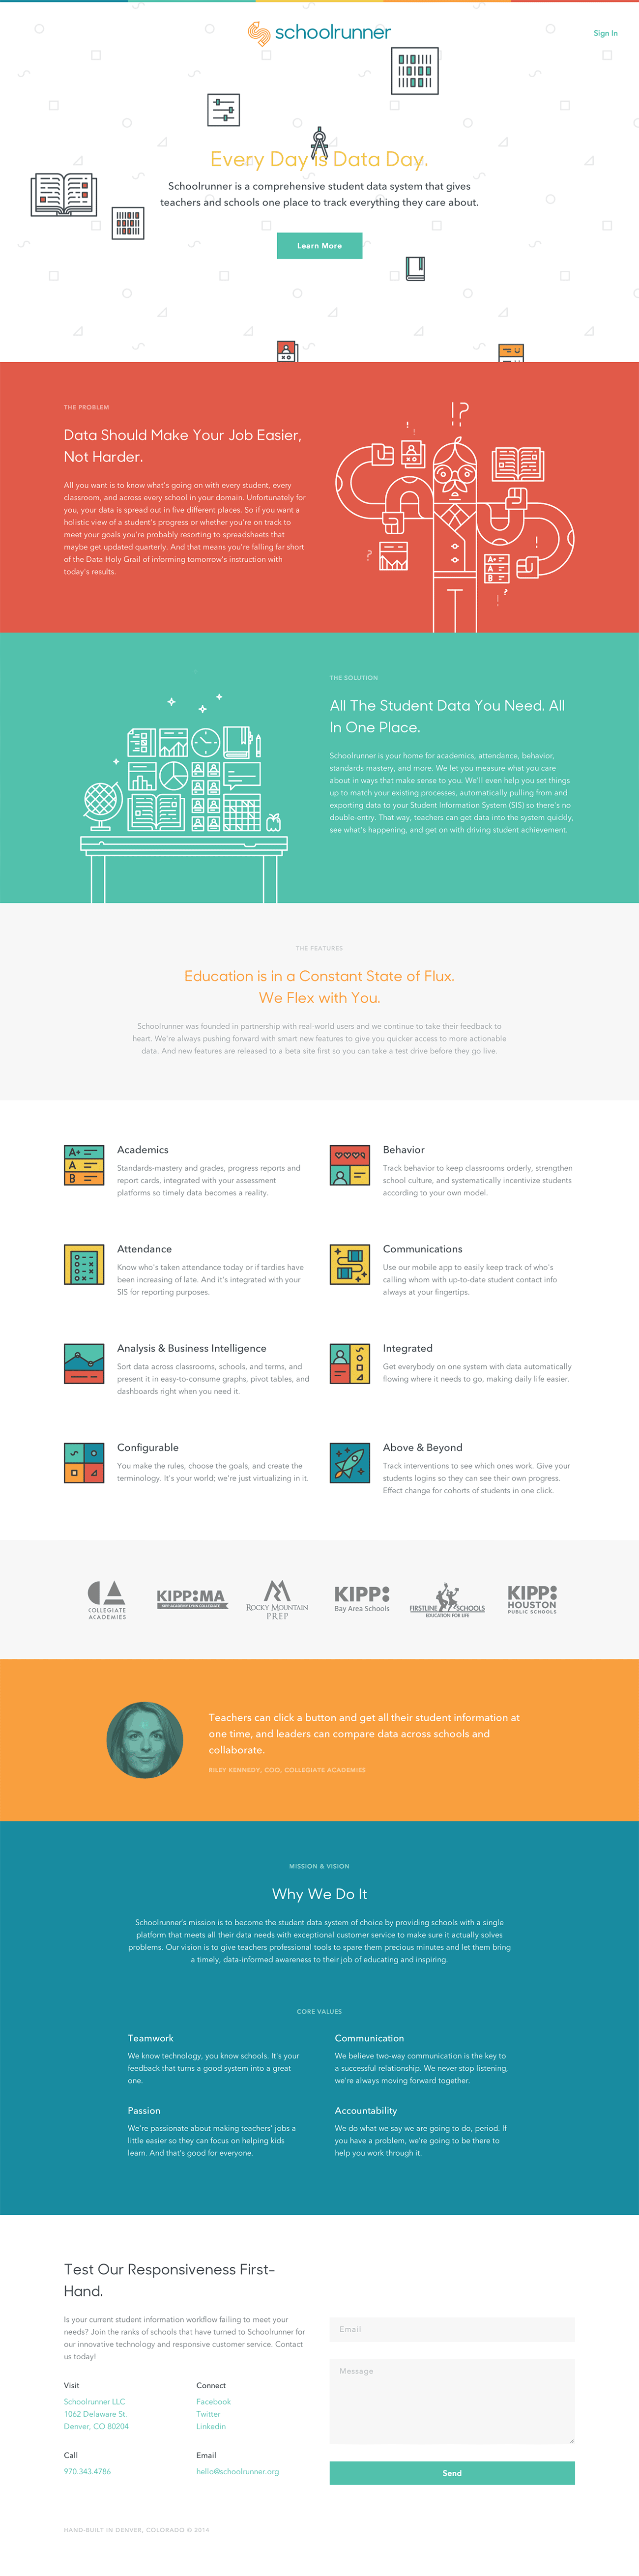 schoolrunner
Sign In
Every Day Is Data Day.
Schoolrunner is a comprehensive student data system that gives
teachers and schools one place to track everything they care about.
Learn More
THE PROBLEM
Data Should Make Your Job Easier,
Not Harder.
All you want is to know what's going on with every student, every
classroom, and across every school in your domain. Unfortunately for
you, your data is spread out in five different places. So if you want a
holistic view of a student's progress or whether you're on track to
meet your goals you're probably resorting to spreadsheets that
maybe get updated quarterly. And that means you're falling far short
of the Data Holy Grail of informing tomorrow's instruction with
today's results.
!?
!
!
?
!
?
!
A+
A
B
THE SOLUTION
All The Student Data You Need. All
In One Place.
Schoolrunner is your home for academics, attendance, behavior,
standards mastery, and more. We let you measure what you care
about in ways that make sense to you. We'll even help you set things
up to match your existing processes, automatically pulling from and
exporting data to your Student Information System (SIS) so there's no
double-entry. That way, teachers can get data into the system quickly,
see what's happening, and get on with driving student achievement.
THE FEATURES
Education is in a Constant State of Flux.
We Flex with You.
Schoolrunner was founded in partnership with real-world users and we continue to take their feedback to
heart. We're always pushing forward with smart new features to give you quicker access to more actionable
data. And new features are released to a beta site first so you can take a test drive before they go live.
A+
A
B
Academics
Standards-mastery and grades, progress reports and
report cards, integrated with your assessment
platforms so timely data becomes a reality.
Behavior
Track behavior to keep classrooms orderly, strengthen
school culture, and systematically incentivize students
according to your own model.
Attendance
Know who's taken attendance today or if tardies have
been increasing of late. And it's integrated with your
SIS for reporting purposes.
Communications
Use our mobile app to easily keep track of who's
calling whom with up-to-date student contact info
always at your fingertips.
Analysis & Business Intelligence
Sort data across classrooms, schools, and terms, and
present it in easy-to-consume graphs, pivot tables, and
dashboards right when you need it.
Integrated
Get everybody on one system with data automatically
flowing where it needs to go, making daily life easier.
Configurable
You make the rules, choose the goals, and create the
terminology. It's your world; we're just virtualizing in it.
Above & Beyond
Track interventions to see which ones work. Give your
students logins so they can see their own progress.
Effect change for cohorts of students in one click.
COLLEGIATE
ACADEMIES
KIPP:MA
KIPP ACADEMY LYNN COLLEGIATE
ROCKY MOUNTAIN
PREP
KIPP:
Bay Area Schools
FIRSTLINE SCHOOLS
EDUCATION FOR LIFE
KIPP:
HOUSTON
PUBLIC SCHOOLS
Teachers can click a button and get all their student information at
one time, and leaders can compare data across schools and
collaborate.
RILEY KENNEDY, COO, COLLEGIATE ACADEMIES
MISSION & VISION
Why We Do It
Schoolrunner's mission is to become the student data system of choice by providing schools with a single
platform that meets all their data needs with exceptional customer service to make sure it actually solves
problems. Our vision is to give teachers professional tools to spare them precious minutes and let them bring
a timely, data-informed awareness to their job of educating and inspiring.
CORE VALUES
Teamwork
We know technology, you know schools. It's your
feedback that turns a good system into a great
one.
Communication
We believe two-way communication is the key to
a successful relationship. We never stop listening,
we're always moving forward together.
Passion
We're passionate about making teachers' jobs a
little easier so they can focus on helping kids
learn. And that's good for everyone.
Accountability
We do what we say we are going to do, period. If
you have a problem, we're going to be there to
help you work through it.
Test Our Responsiveness First-
Hand.
Is your current student information workflow failing to meet your
needs? Join the ranks of schools that have turned to Schoolrunner for
our innovative technology and responsive customer service. Contact
us today!
Visit
Schoolrunner LLC
1062 Delaware St.
Denver, CO 80204
Connect
Facebook
Twitter
Linkedin
Call
970.343.4786
Email
hello@schoolrunner.org
Email
Message
Send
HAND-BUILT IN DENVER, COLORADO © 2016